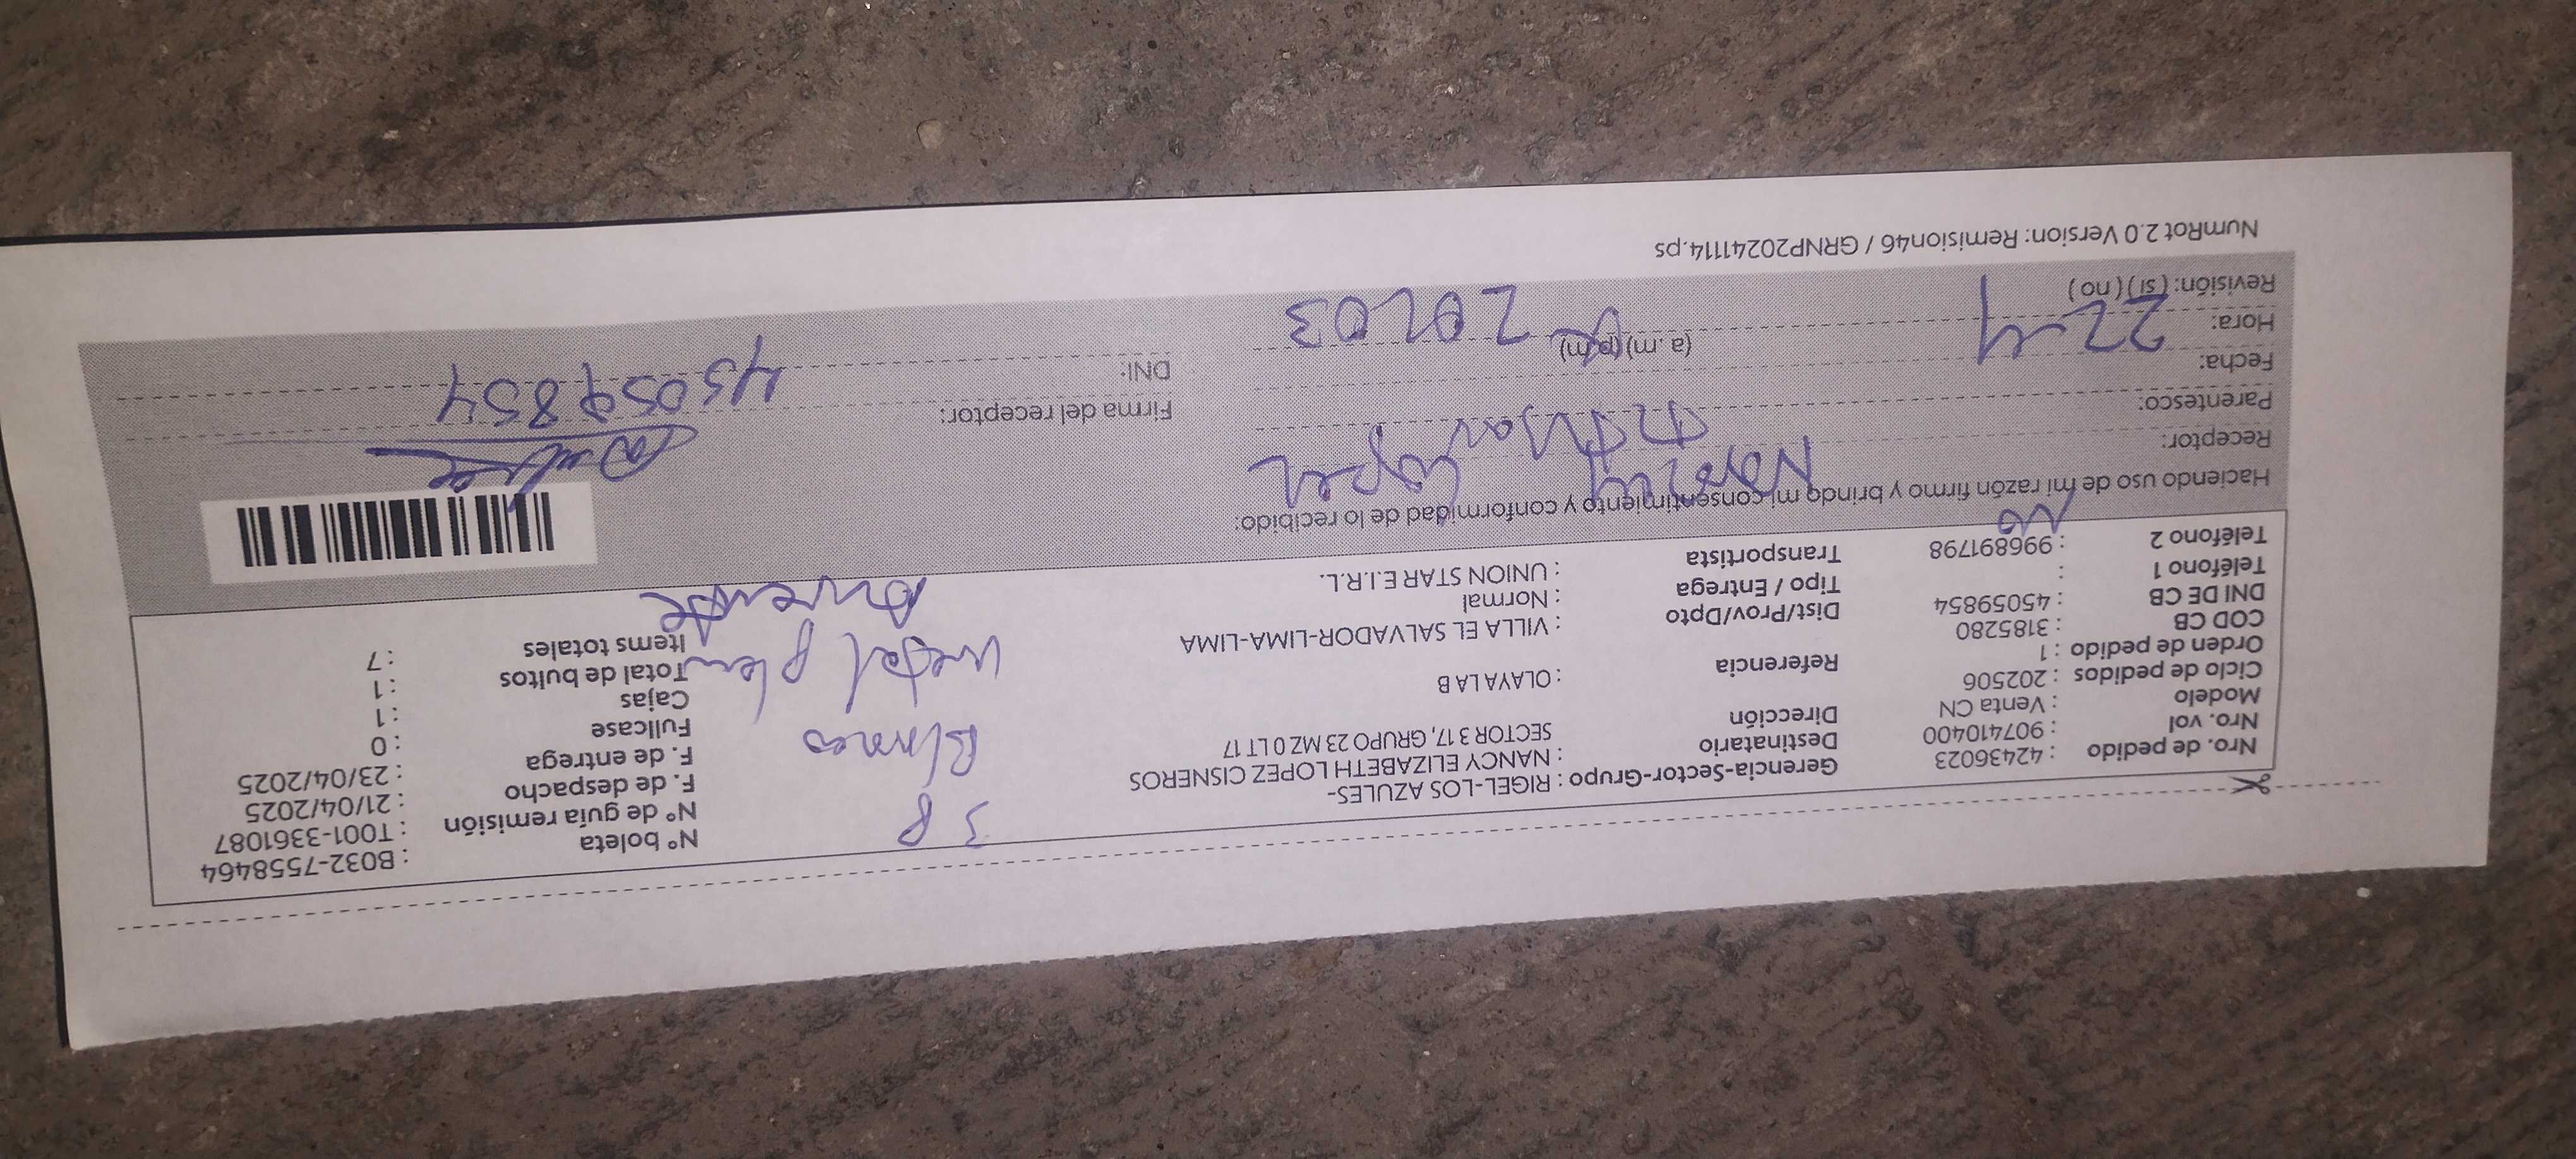 Nro. de pedido : 42436023
Nro. vol : 907410400
Modelo : Venta CN
Ciclo de pedidos : 202506
Orden de pedido : 1
COD CB : 3185280
DNI DE CB : 45059854
Teléfono 1 :
Teléfono 2 : 996891798
Gerencia-Sector-Grupo : RIGEL-LOS AZULES-
Destinatario : NANCY ELIZABETH LOPEZ CISNEROS
Dirección SECTOR 3 17, GRUPO 23 MZ 0 LT 17
Referencia : OLAYA LA B
Dist/Prov/Dpto : VILLA EL SALVADOR-LIMA-LIMA
Tipo / Entrega : Normal
Transportista : UNION STAR E.I.R.L.
3 P
N° boleta : B032-7558464
N° de guía remisión : T001-3361087
F. de despacho : 21/04/2025
F. de entrega : 23/04/2025
Fullcase : 0
Cajas : 1
Total de bultos : 1
Items totales : 7
Haciendo uso de mi razón firmo y brindo mi consentimiento y conformidad de lo recibido:
Receptor: Lopez
Parentesco: titular
Fecha: 22-4
Hora: (a. m) (p.m)
Revisión: ( si ) ( no )
Firma del receptor:
DNI: 45059854
NumRot 2.0 Version: Remision46 / GRNP20241114.ps